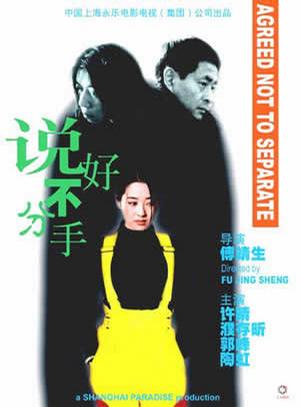 中国上海永乐电影电视（集团）公司出品
AGREED NOT TO SEPARATE
说好
不
分手
导演
傅靖生
Directed by
FU JING SHENG
主演
许晴
濮存昕
郭峰
陶虹
a SHANGHAI PARADISE production